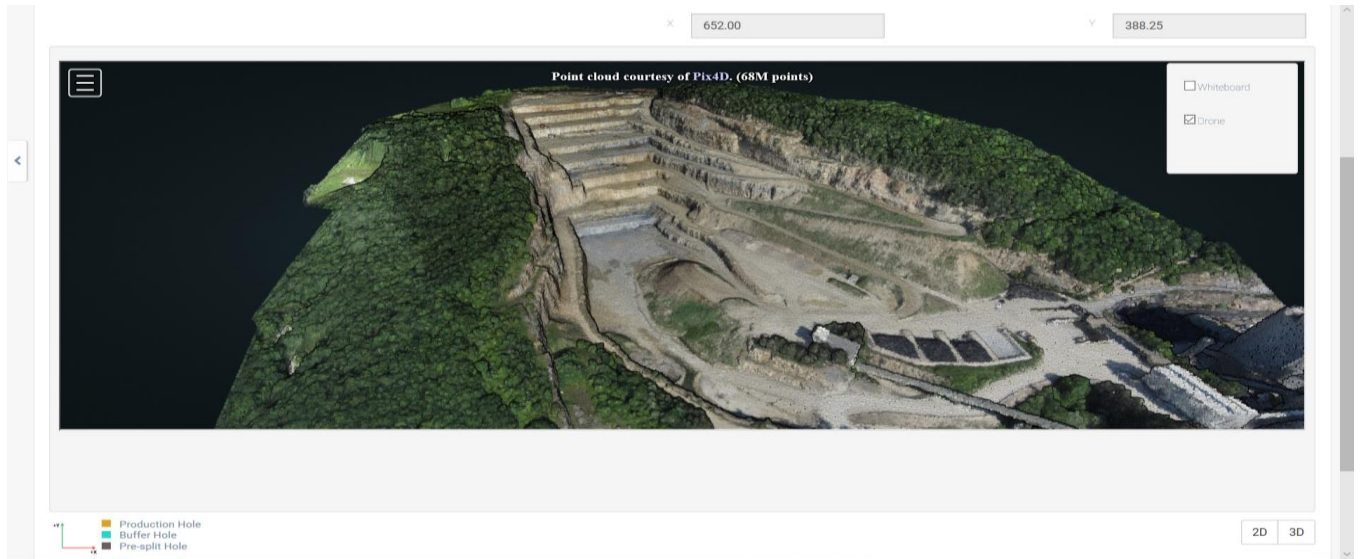 X 652.00 Y 388.25
Point cloud courtesy of Pix4D. (68M points)
Whiteboard
Drone
+Y
+X
Production Hole
Buffer Hole
Pre-split Hole
2D 3D